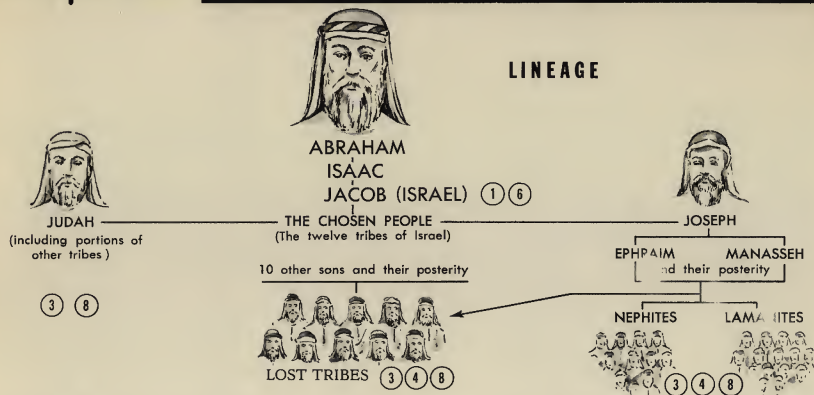 LINEAGE
ABRAHAM
ISAAC
JACOB (ISRAEL) 1 6
JUDAH
(including portions of
other tribes)
3 8
THE CHOSEN PEOPLE
(The twelve tribes of Israel)
JOSEPH
10 other sons and their posterity
EPHRAIM MANASSEH
their posterity
NEPHITES
LOST TRIBES 3 4 8
3 4 8